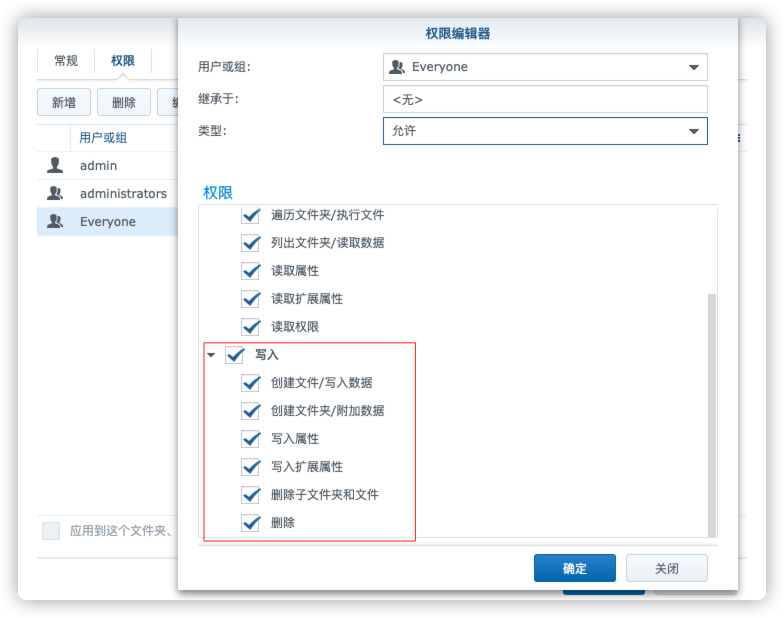 权限编辑器
常规
权限
用户或组:
Everyone
继承于:
<无>
新增
删除
类型:
允许
用户或组
admin
administrators
Everyone
权限
遍历文件夹/执行文件
列出文件夹/读取数据
读取属性
读取扩展属性
读取权限
写入
创建文件/写入数据
创建文件夹/附加数据
写入属性
写入扩展属性
删除子文件夹和文件
删除
应用到这个文件夹、
确定
关闭